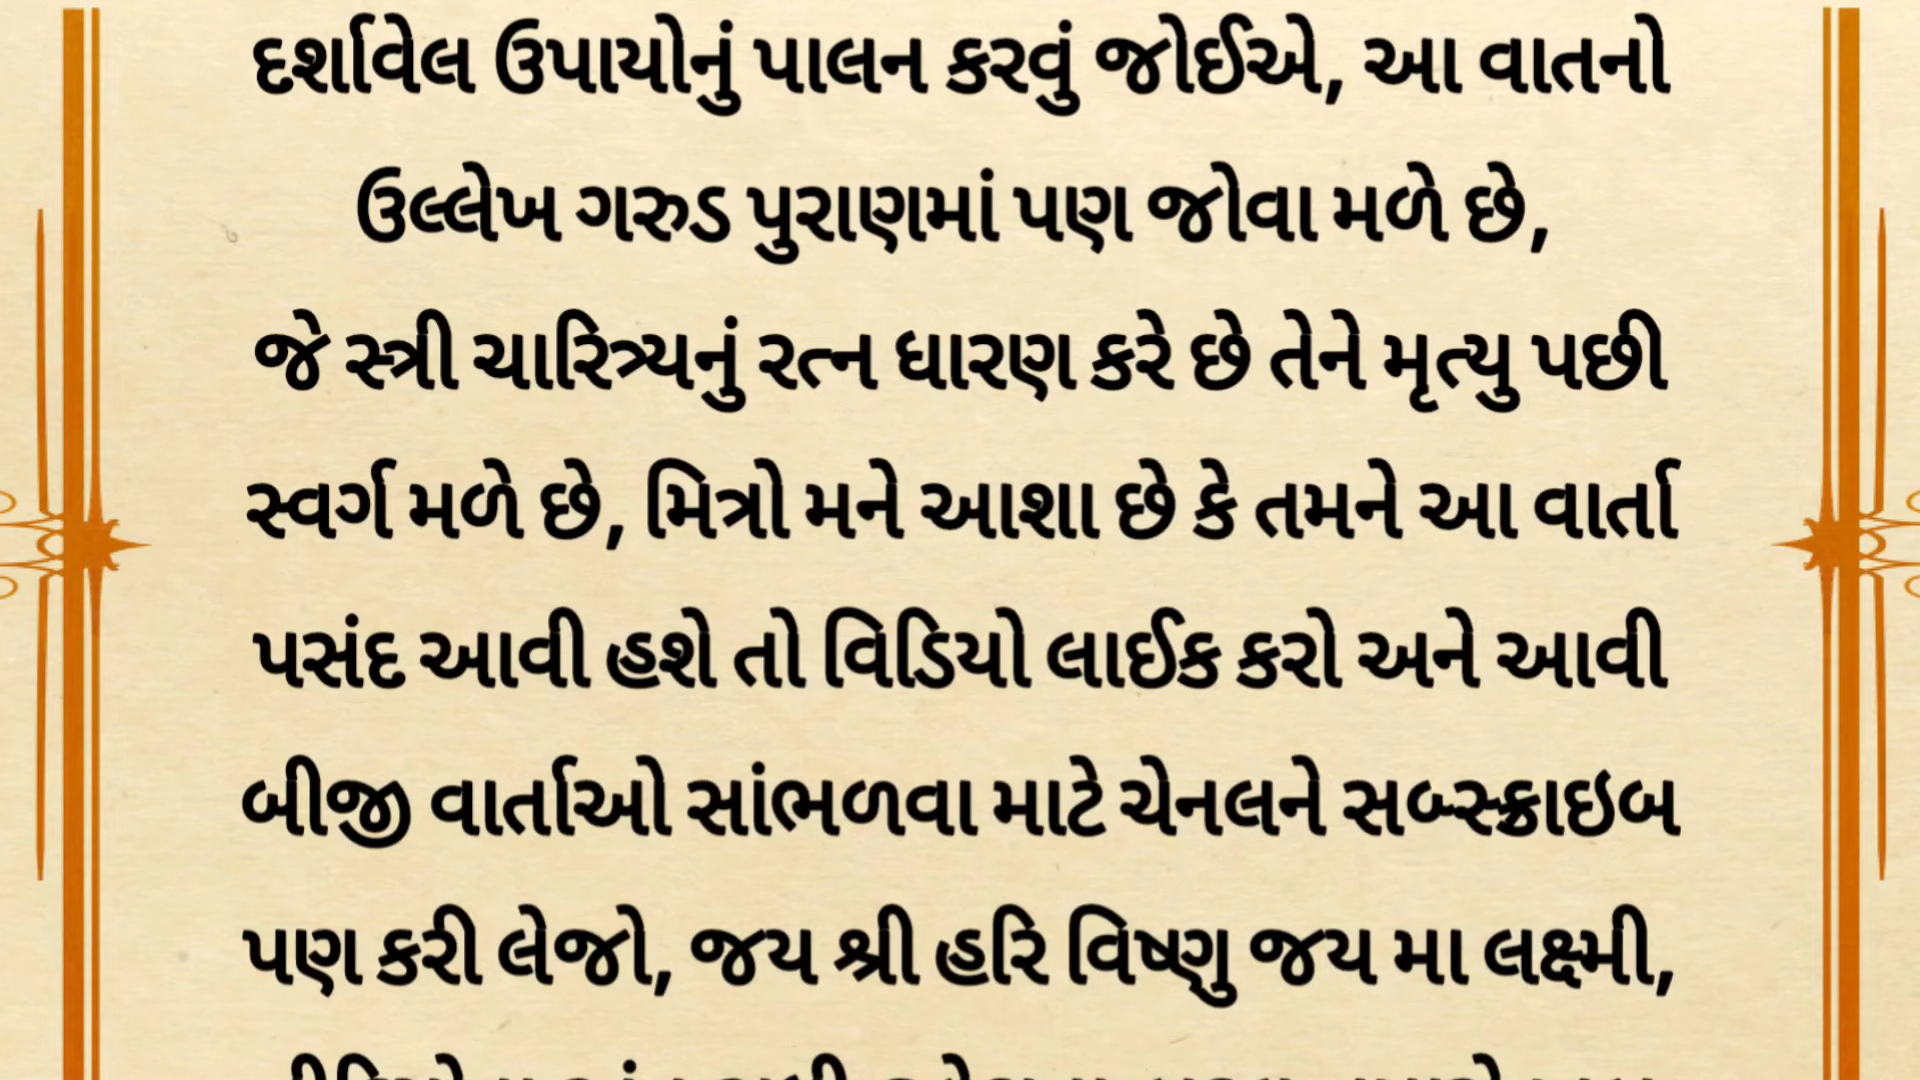 દર્શાવેલ ઉપાયોનું પાલન કરવું જોઈએ, આ વાતનો
ઉલ્લેખ ગરુડ પુરાણમાં પણ જોવા મળે છે,
જે સ્ત્રી ચારિત્ર્યનું રત્ન ધારણ કરે છે તેને મૃત્યુ પછી
સ્વર્ગ મળે છે, મિત્રો મને આશા છે કે તમને આ વાર્તા
પસંદ આવી હશે તો વિડિયો લાઈક કરો અને આવી
બીજી વાર્તાઓ સાંભળવા માટે ચેનલને સબ્સ્ક્રાઇબ
પણ કરી લેજો, જય શ્રી હરિ વિષ્ણુ જય મા લક્ષ્મી,